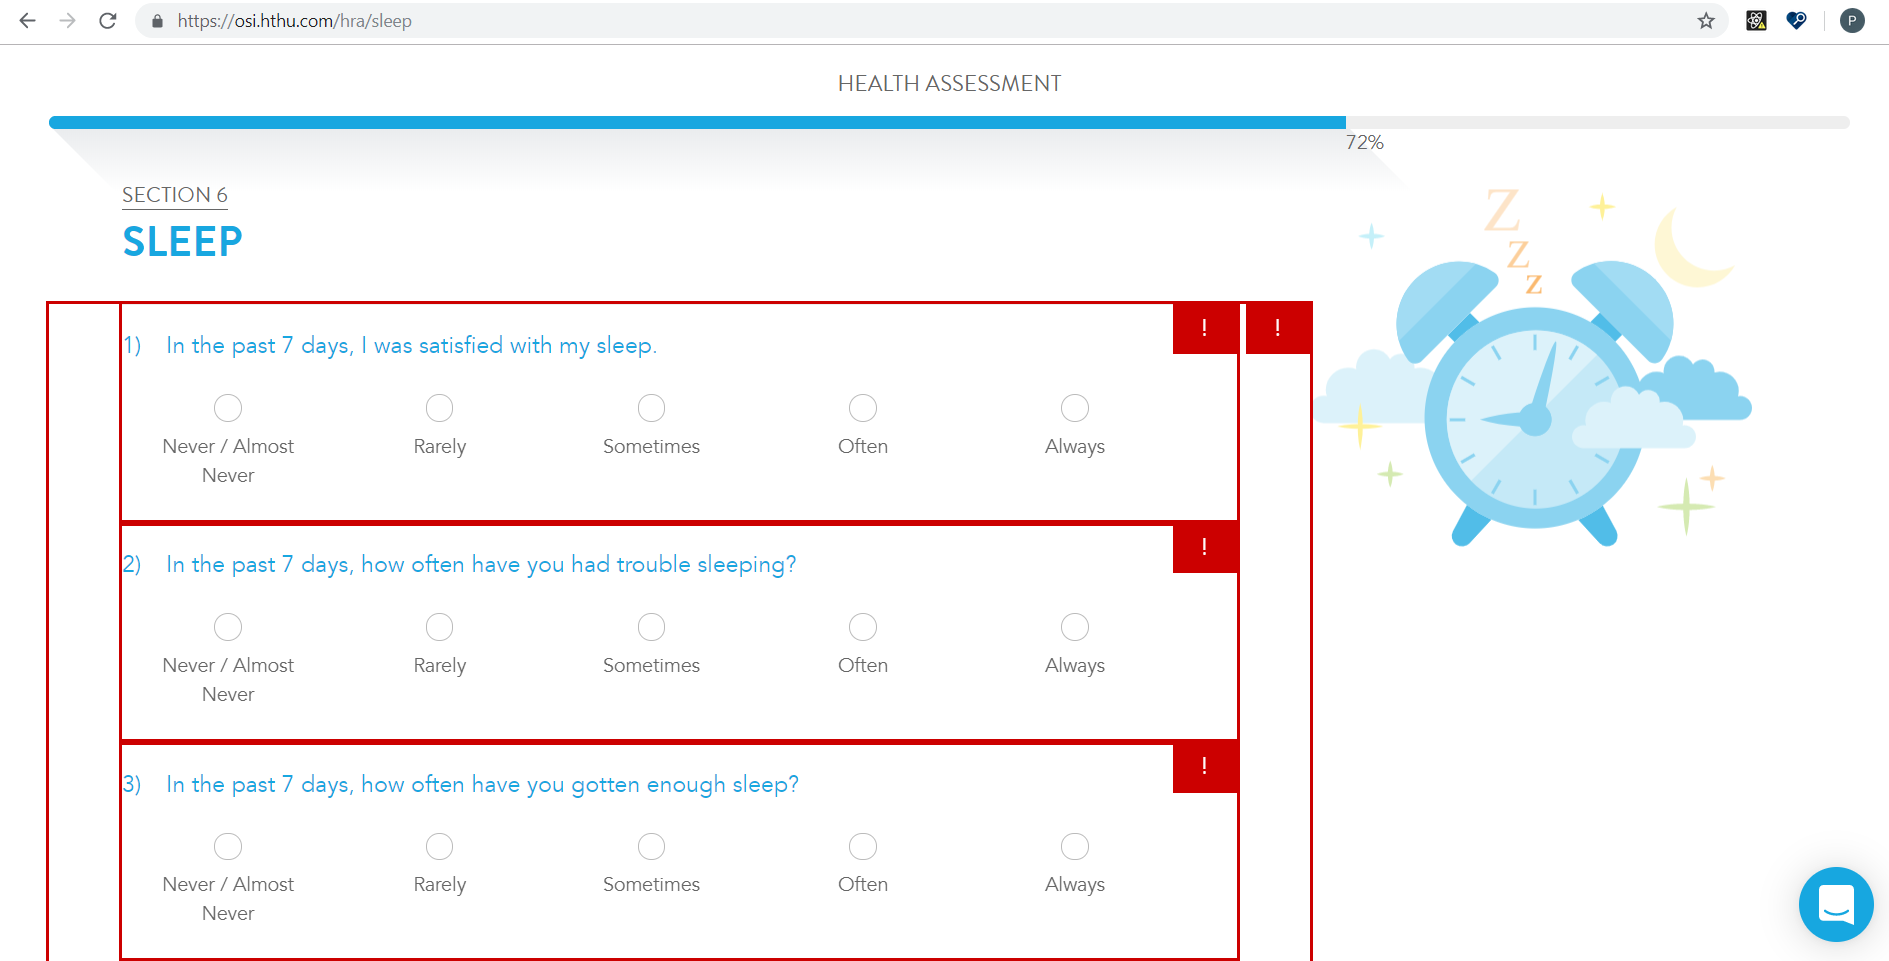 https://osi.hthu.com/hra/sleep
P
HEALTH ASSESSMENT
72%
SECTION 6
SLEEP
Z
Z
Z
! !
1) In the past 7 days, I was satisfied with my sleep.
Never / Almost Never Rarely Sometimes Often Always
!
2) In the past 7 days, how often have you had trouble sleeping?
Never / Almost Never Rarely Sometimes Often Always
!
3) In the past 7 days, how often have you gotten enough sleep?
Never / Almost Never Rarely Sometimes Often Always